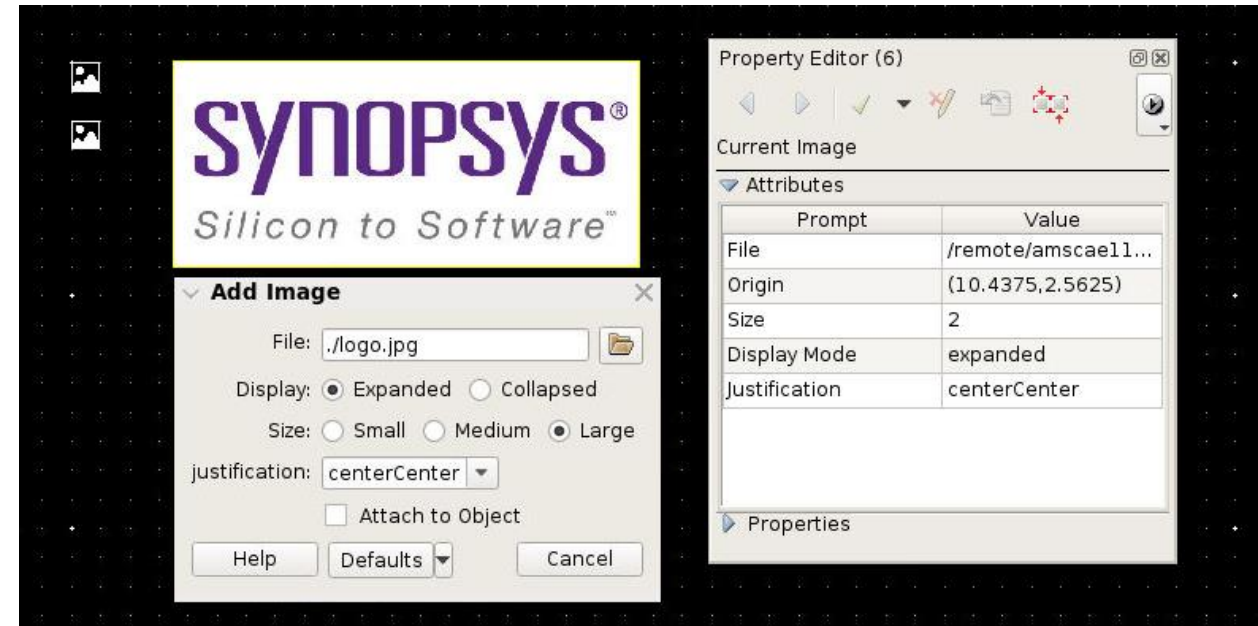 SYNOPSYS®
Silicon to Software™
Add Image
File: ./logo.jpg
Display: Expanded Collapsed
Size: Small Medium Large
justification: centerCenter
Attach to Object
Help Defaults Cancel
Property Editor (6)
Current Image
Attributes
Prompt Value
File /remote/amscae11...
Origin (10.4375,2.5625)
Size 2
Display Mode expanded
Justification centerCenter
Properties